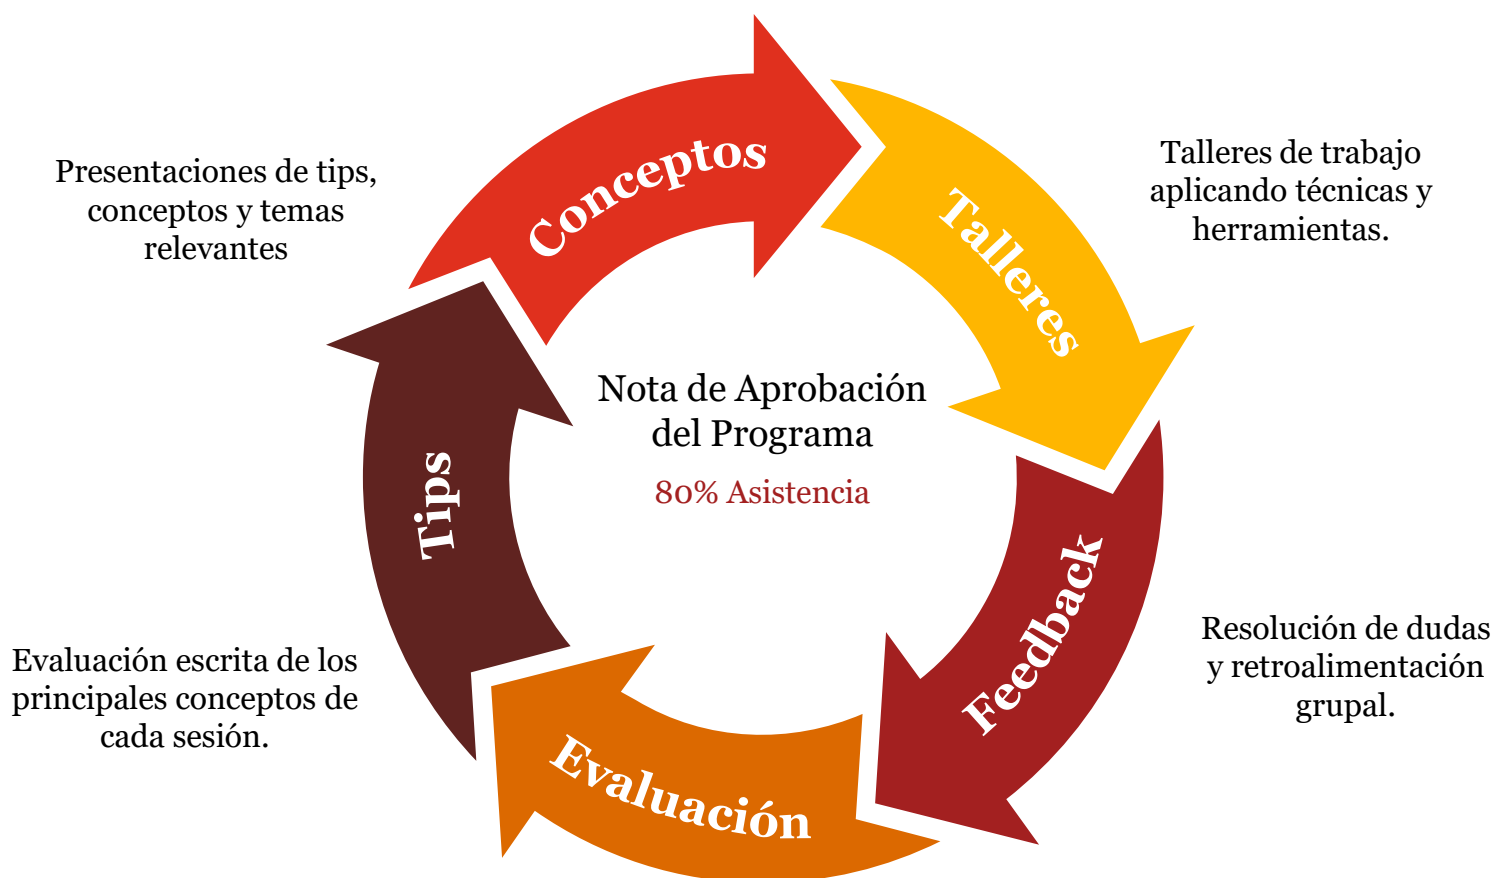 Conceptos
Presentaciones de tips,
conceptos y temas
relevantes
Talleres
Talleres de trabajo
aplicando técnicas y
herramientas.
Nota de Aprobación
del Programa
80% Asistencia
Tips
Feedback
Resolución de dudas
y retroalimentación
grupal.
Evaluación escrita de los
principales conceptos de
cada sesión.
Evaluación